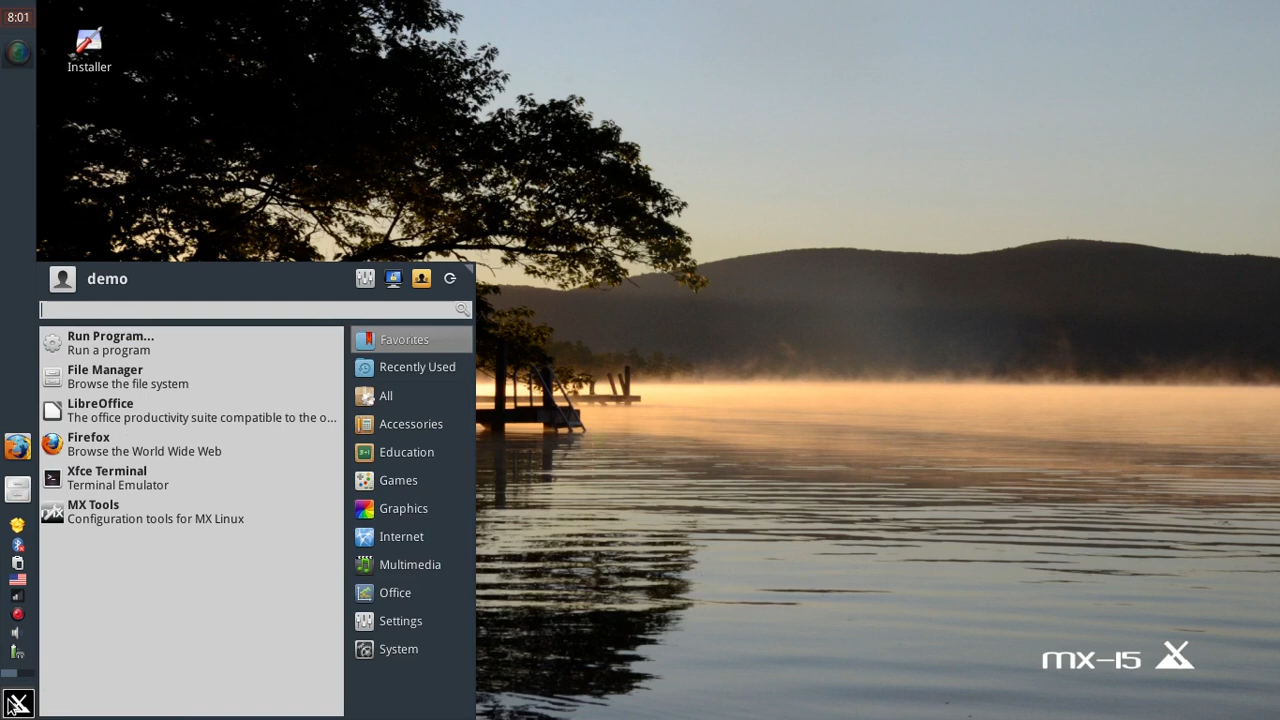 8:01
Installer
demo
Run Program...
Run a program
File Manager
Browse the file system
LibreOffice
The office productivity suite compatible to the o...
Firefox
Browse the World Wide Web
Xfce Terminal
Terminal Emulator
MX Tools
Configuration tools for MX Linux
Favorites
Recently Used
All
Accessories
Education
Games
Graphics
Internet
Multimedia
Office
Settings
System
mx-15